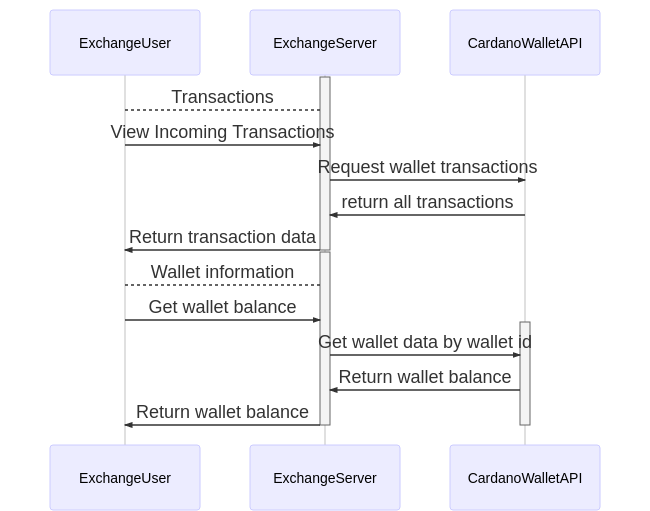 ExchangeUser
ExchangeServer
CardanoWalletAPI
Transactions
View Incoming Transactions
Request wallet transactions
return all transactions
Return transaction data
Wallet information
Get wallet balance
Get wallet data by wallet id
Return wallet balance
Return wallet balance
ExchangeUser
ExchangeServer
CardanoWalletAPI